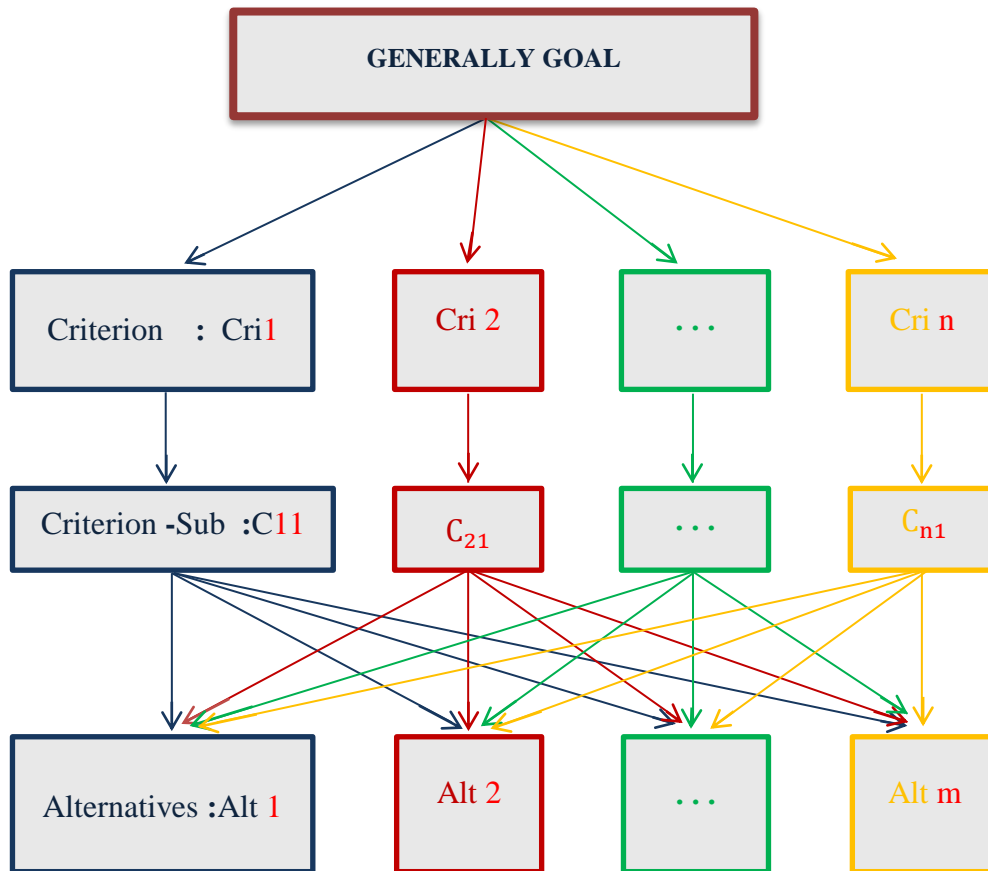 GENERALLY GOAL
Criterion : Cri1
Cri 2
...
Cri n
Criterion -Sub :C11
C₂₁
...
Cₙ₁
Alternatives :Alt 1
Alt 2
...
Alt m